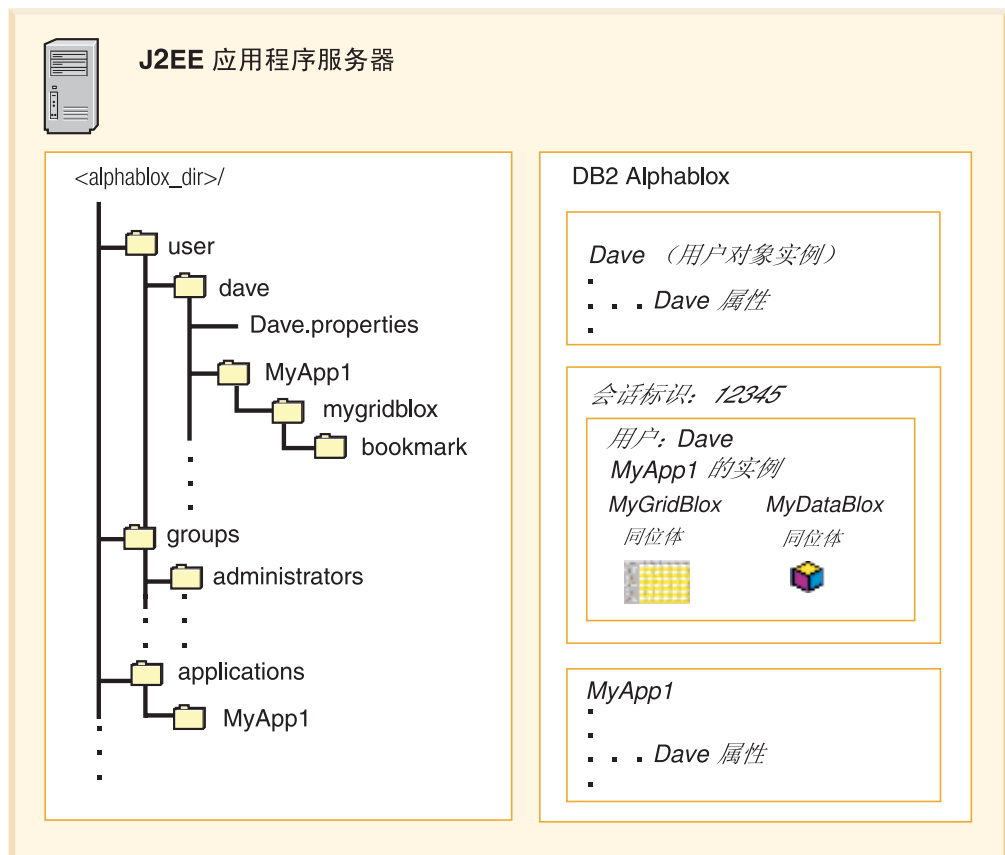 J2EE 应用程序服务器
<alphablox_dir>/
user
dave
Dave.properties
MyApp1
mygridblox
bookmark
groups
administrators
applications
MyApp1
DB2 Alphablox
Dave （用户对象实例）
Dave 属性
会话标识：12345
用户：Dave
MyApp1 的实例
MyGridBlox MyDataBlox
同位体 同位体
MyApp1
Dave 属性